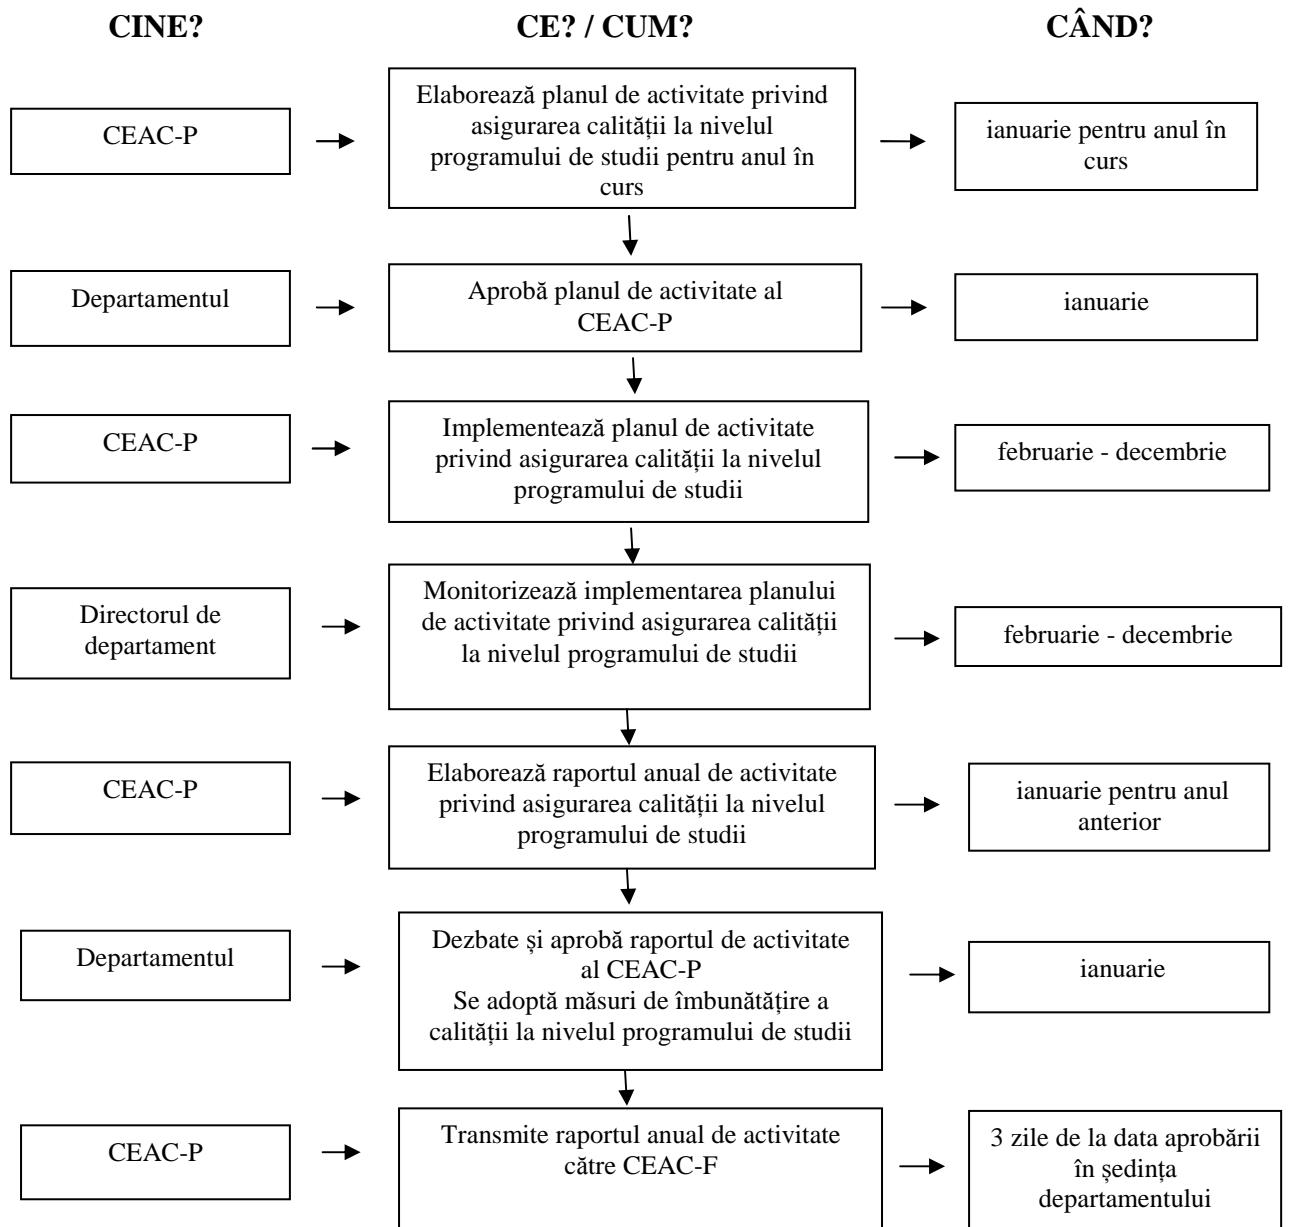 CINE?
CE? / CUM?
CÂND?
CEAC-P
Elaborează planul de activitate privind
asigurarea calității la nivelul
programului de studii pentru anul în
curs
ianuarie pentru anul în
curs
Departamentul
Aprobă planul de activitate al
CEAC-P
ianuarie
CEAC-P
Implementează planul de activitate
privind asigurarea calității la nivelul
programului de studii
februarie - decembrie
Directorul de
departament
Monitorizează implementarea planului
de activitate privind asigurarea calității
la nivelul programului de studii
februarie - decembrie
CEAC-P
Elaborează raportul anual de activitate
privind asigurarea calității la nivelul
programului de studii
ianuarie pentru anul
anterior
Departamentul
Dezbate și aprobă raportul de activitate
al CEAC-P
Se adoptă măsuri de îmbunătățire a
calității la nivelul programului de studii
ianuarie
CEAC-P
Transmite raportul anual de activitate
către CEAC-F
3 zile de la data aprobării
în ședința
departamentului